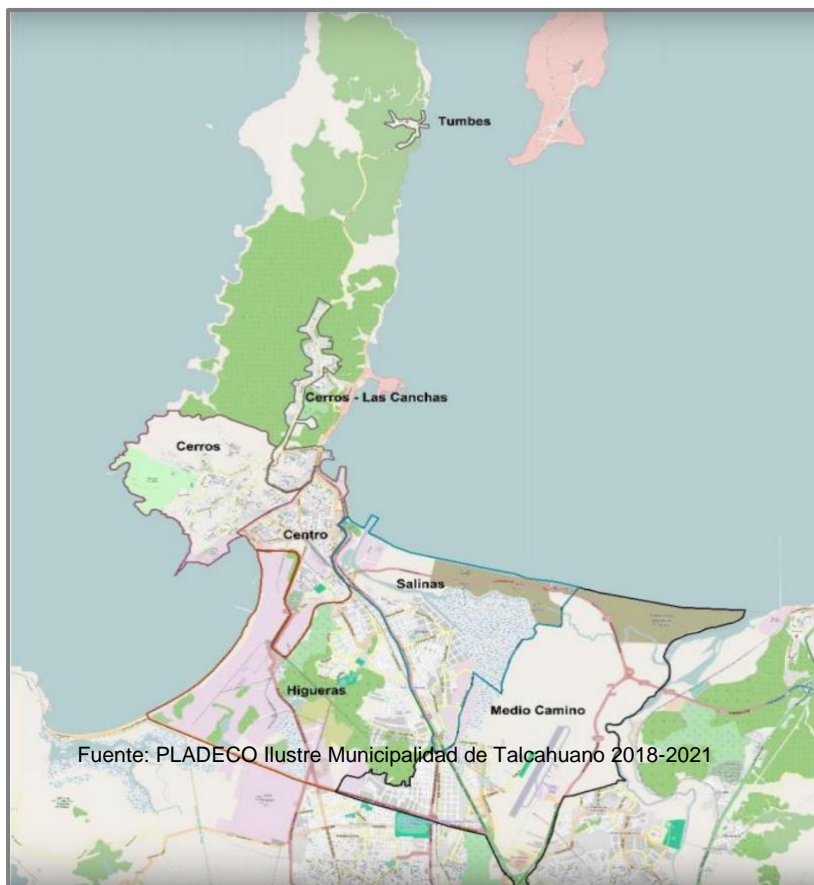 Tumbes
Cerros - Las Canchas
Cerros
Centro
Salinas
Higueras
Medio Camino
Fuente: PLADECO Ilustre Municipalidad de Talcahuano 2018-2021